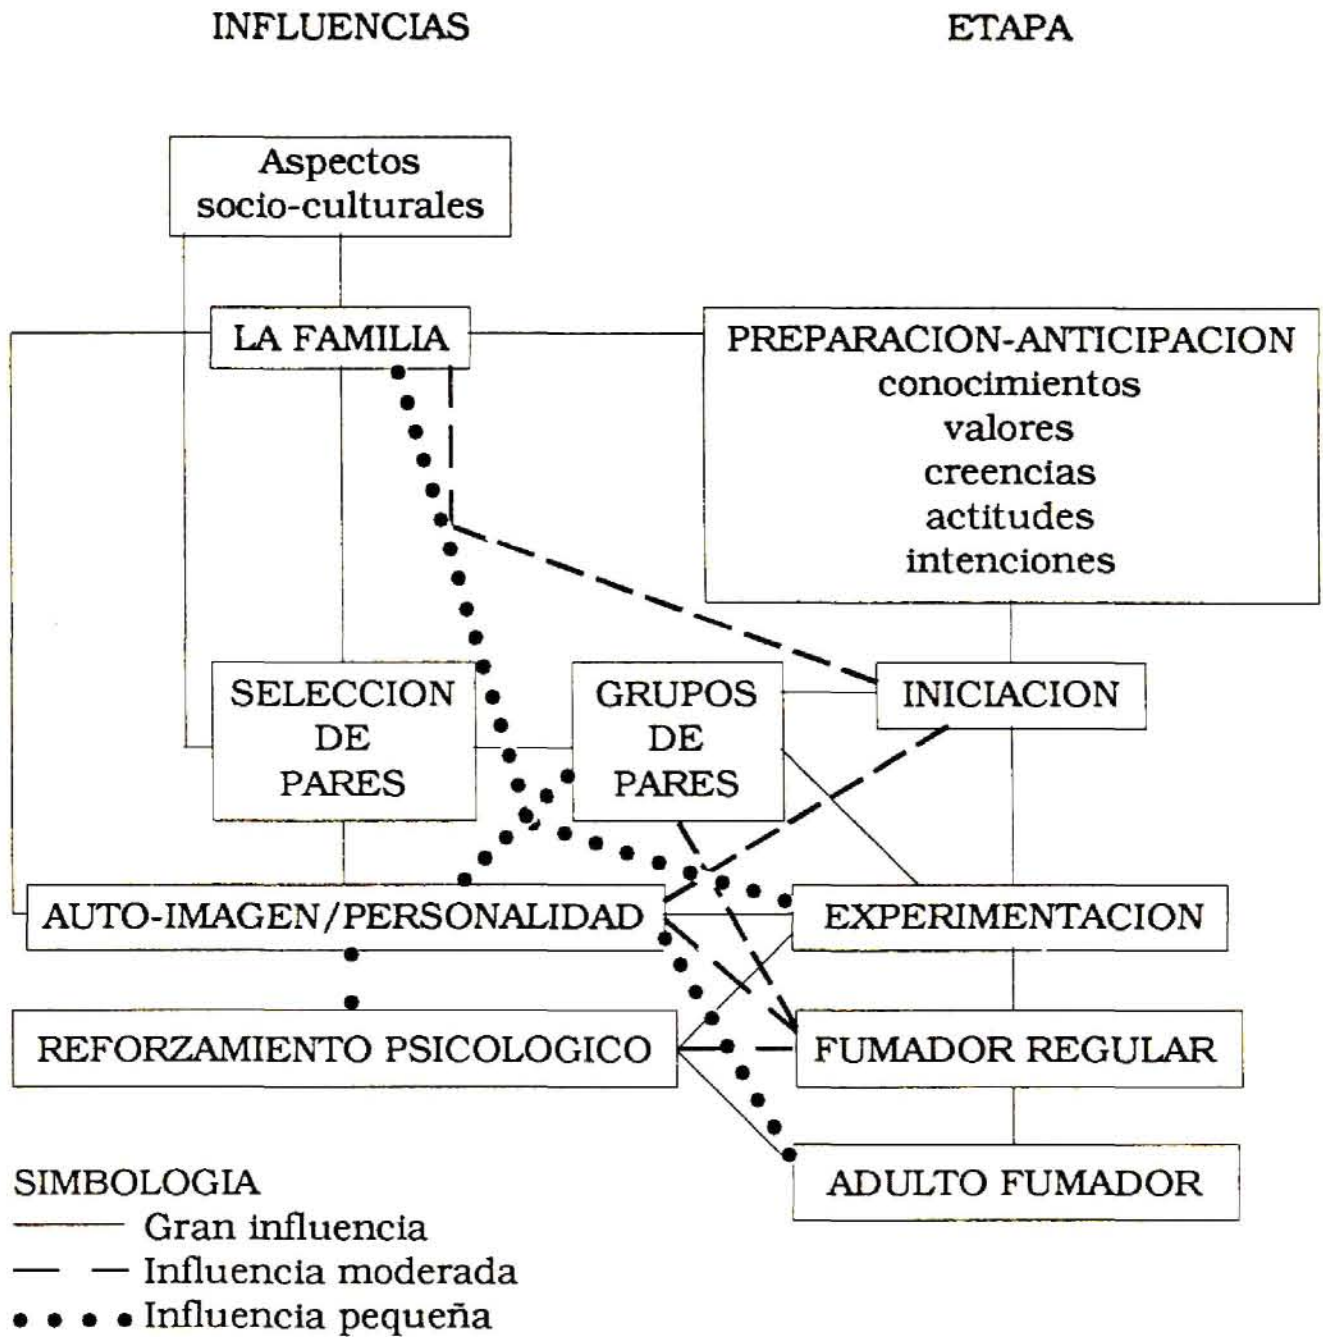 INFLUENCIAS
ETAPA
Aspectos
socio-culturales
LA FAMILIA
PREPARACION-ANTICIPACION
conocimientos
valores
creencias
actitudes
intenciones
SELECCION
DE
PARES
GRUPOS
DE
PARES
INICIACION
AUTO-IMAGEN/PERSONALIDAD
EXPERIMENTACION
REFORZAMIENTO PSICOLOGICO
FUMADOR REGULAR
ADULTO FUMADOR
SIMBOLOGIA
Gran influencia
Influencia moderada
Influencia pequeña